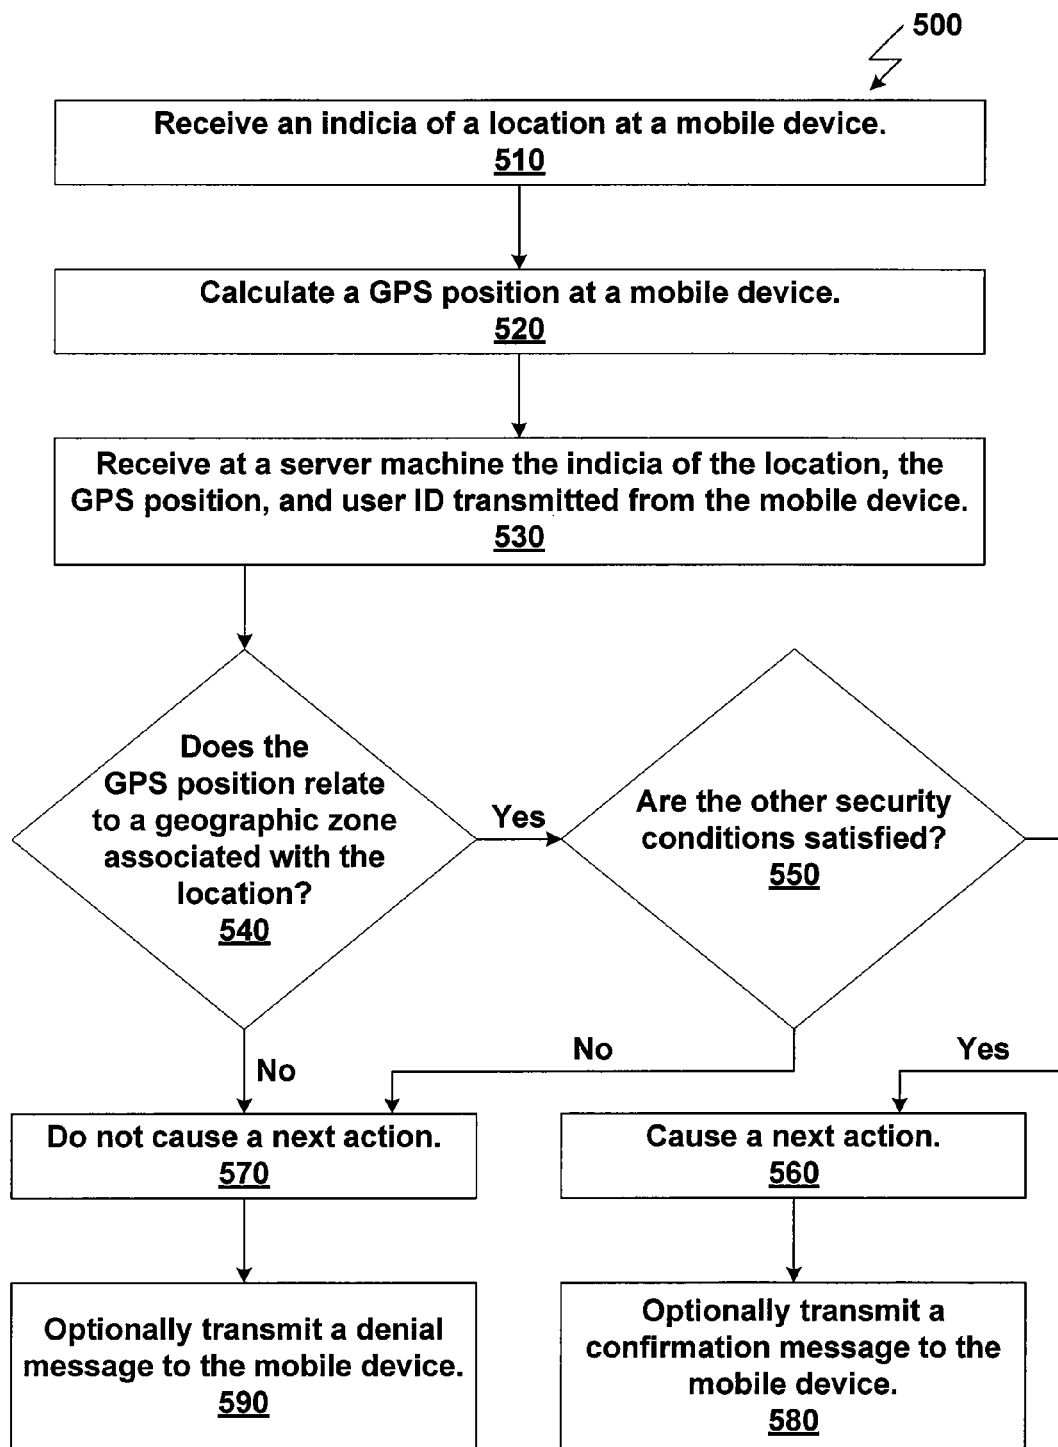 500
Receive an indicia of a location at a mobile device.
510
Calculate a GPS position at a mobile device.
520
Receive at a server machine the indicia of the location, the
GPS position, and user ID transmitted from the mobile device.
530
Does the
GPS position relate
to a geographic zone
associated with the
location?
540
Yes
Are the other security
conditions satisfied?
550
No
No
Yes
Do not cause a next action.
570
Cause a next action.
560
Optionally transmit a denial
message to the mobile device.
590
Optionally transmit a
confirmation message to the
mobile device.
580